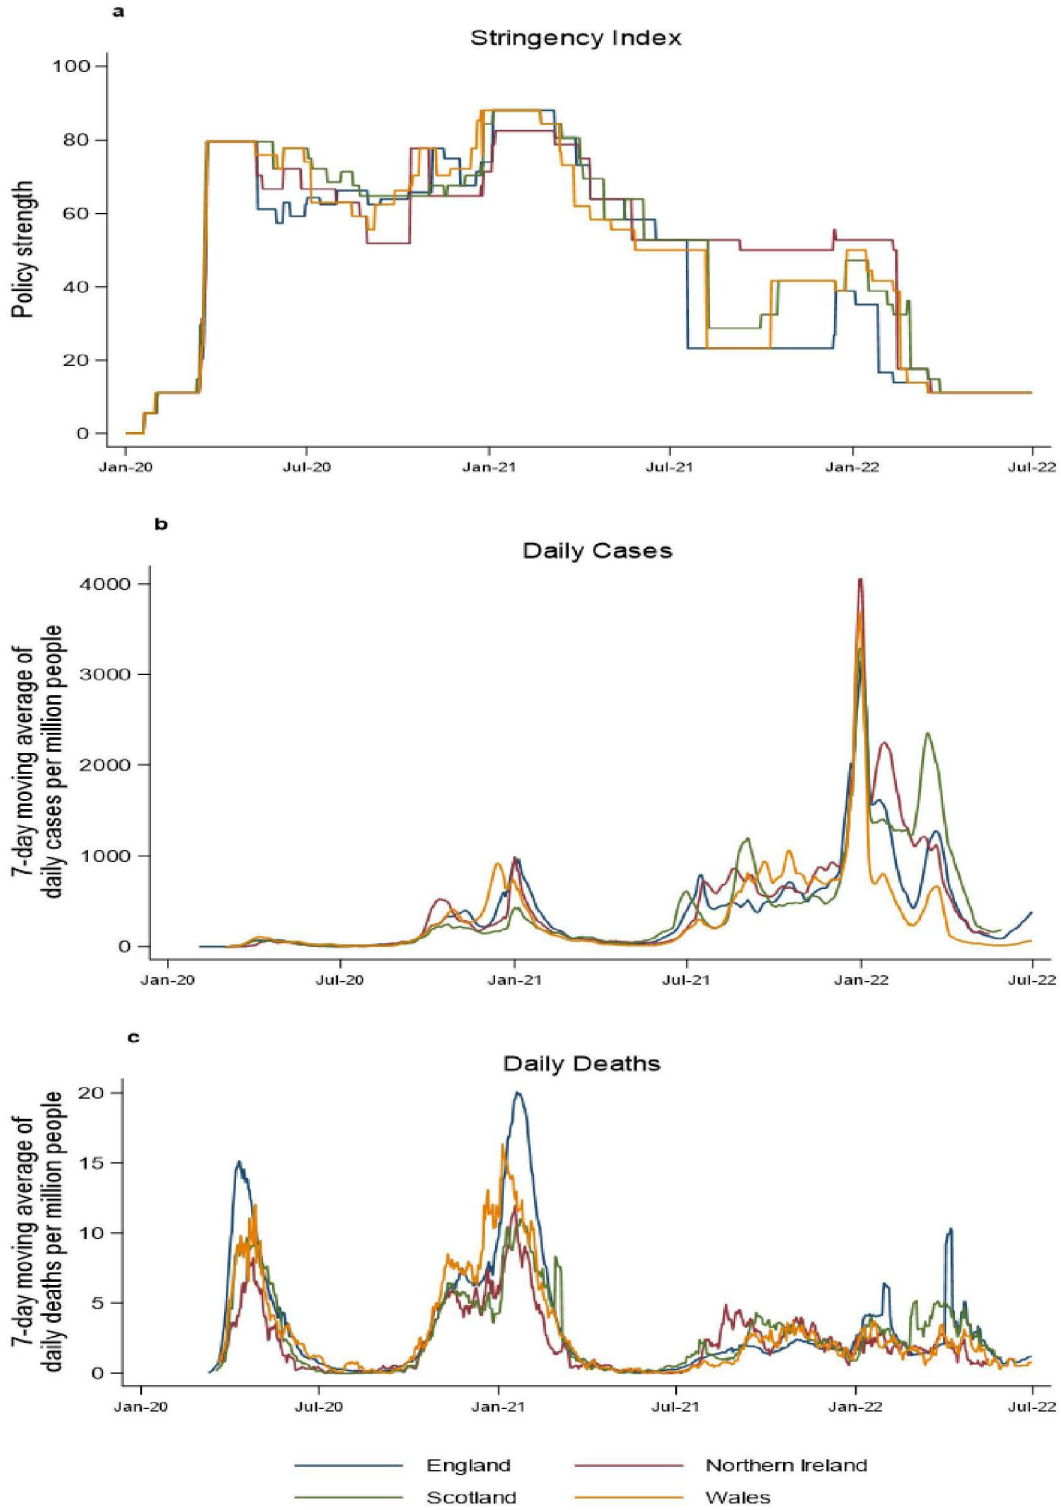 a
Stringency Index
Policy strength
100
80
60
40
20
0
Jan-20 Jul-20 Jan-21 Jul-21 Jan-22 Jul-22
b
Daily Cases
7-day moving average of
daily cases per million people
4000
3000
2000
1000
0
Jan-20 Jul-20 Jan-21 Jul-21 Jan-22 Jul-22
c
Daily Deaths
7-day moving average of
daily deaths per million people
20
15
10
5
0
Jan-20 Jul-20 Jan-21 Jul-21 Jan-22 Jul-22
England Northern Ireland
Scotland Wales